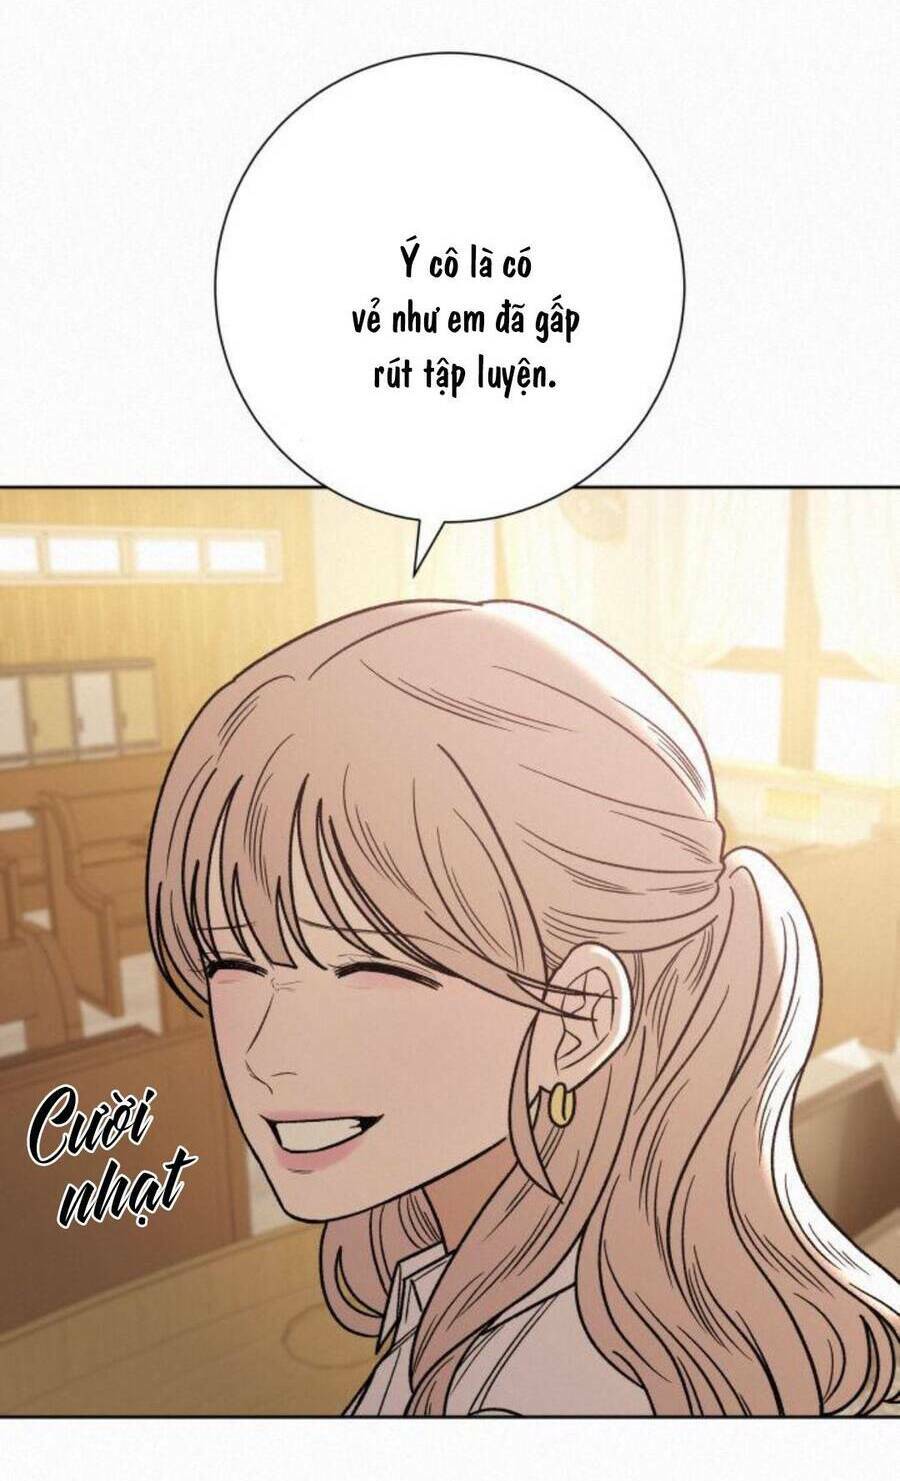 Ý cô là có
vẻ như em đã gấp
rút tập luyện.
Cười
nhạt